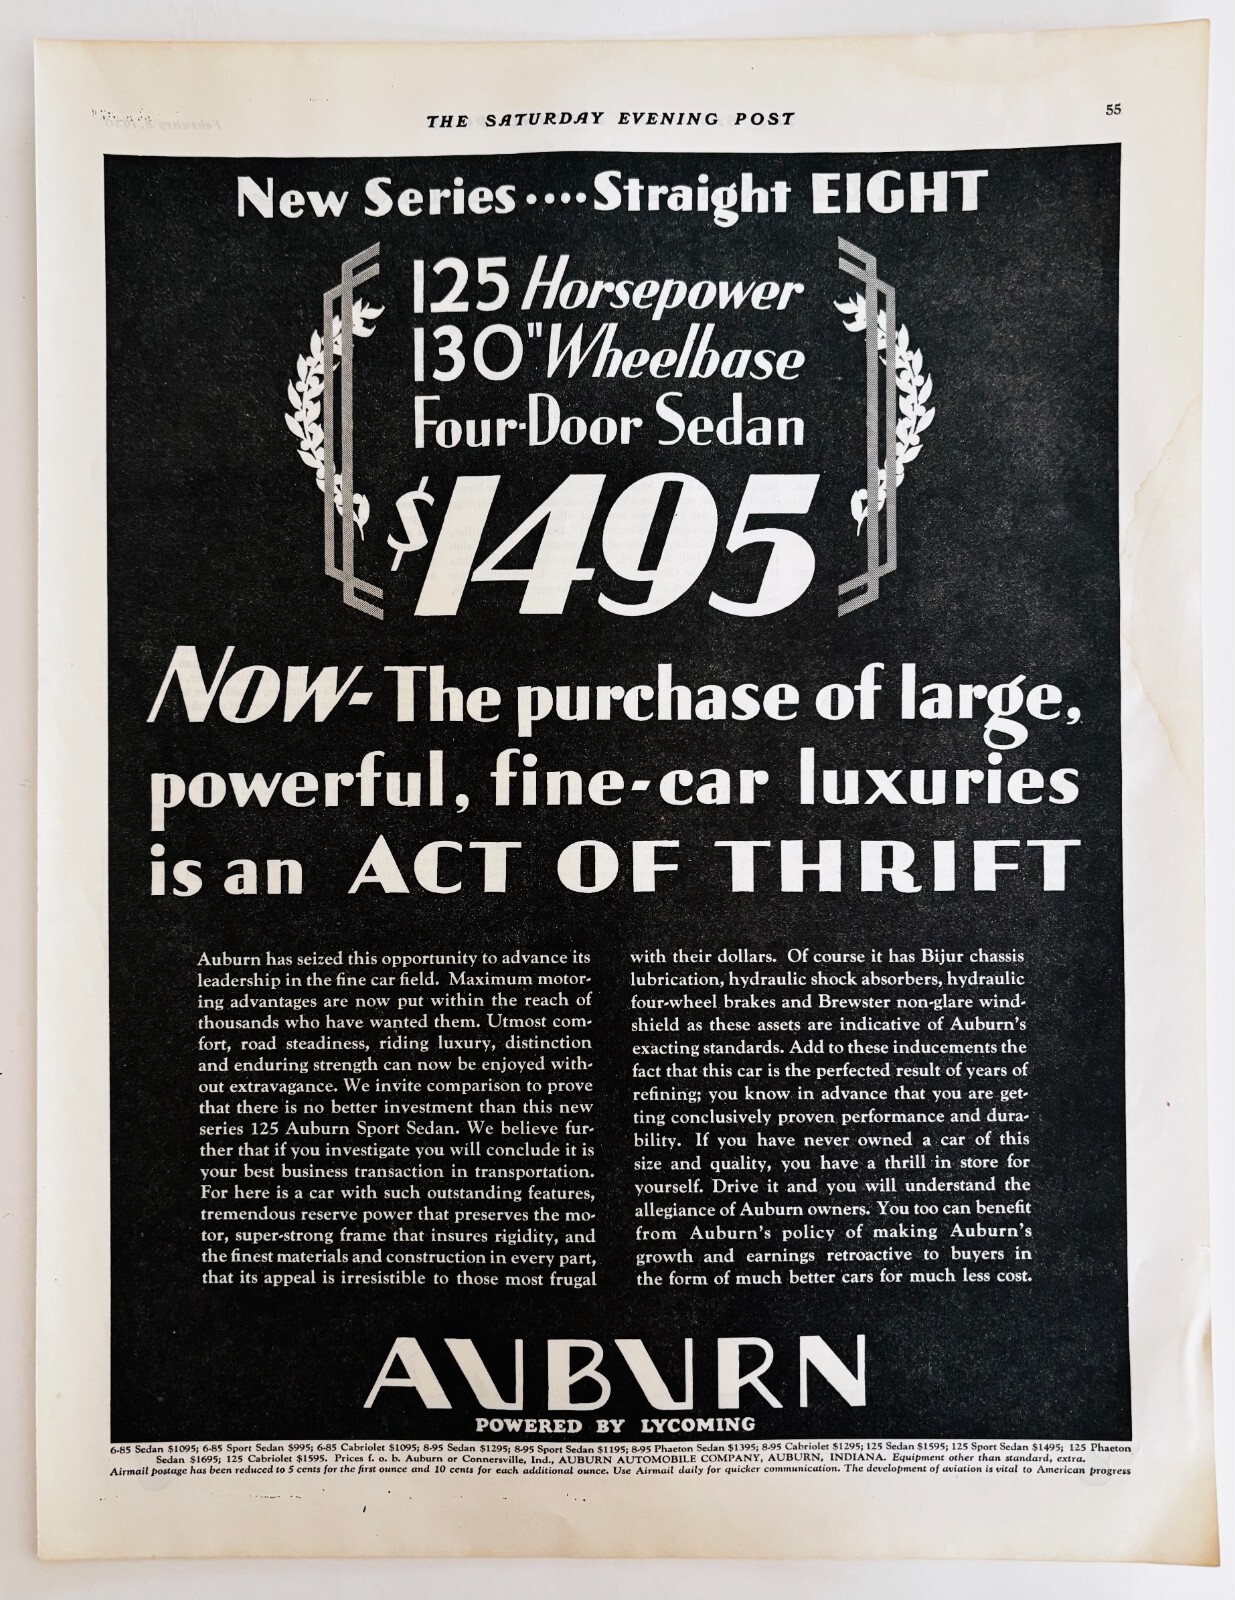 THE SATURDAY EVENING POST
55
New Series ···· Straight EIGHT
125 Horsepower
130" Wheelbase
Four-Door Sedan
$1495
Now- The purchase of large,
powerful, fine-car luxuries
is an ACT OF THRIFT
Auburn has seized this opportunity to advance its
leadership in the fine car field. Maximum motor-
ing advantages are now put within the reach of
thousands who have wanted them. Utmost com-
fort, road steadiness, riding luxury, distinction
and enduring strength can now be enjoyed with-
out extravagance. We invite comparison to prove
that there is no better investment than this new
series 125 Auburn Sport Sedan. We believe fur-
ther that if you investigate you will conclude it is
your best business transaction in transportation.
For here is a car with such outstanding features,
tremendous reserve power that preserves the mo-
tor, super-strong frame that insures rigidity, and
the finest materials and construction in every part,
that its appeal is irresistible to those most frugal
with their dollars. Of course it has Bijur chassis
lubrication, hydraulic shock absorbers, hydraulic
four-wheel brakes and Brewster non-glare wind-
shield as these assets are indicative of Auburn's
exacting standards. Add to these inducements the
fact that this car is the perfected result of years of
refining; you know in advance that you are get-
ting conclusively proven performance and dura-
bility. If you have never owned a car of this
size and quality, you have a thrill in store for
yourself. Drive it and you will understand the
allegiance of Auburn owners. You too can benefit
from Auburn's policy of making Auburn's
growth and earnings retroactive to buyers in
the form of much better cars for much less cost.
AUBURN
POWERED BY LYCOMING
6-85 Sedan $1095; 6-85 Sport Sedan $995; 6-85 Cabriolet $1095; 8-95 Sedan $1295; 8-95 Sport Sedan $1195; 8-95 Phaeton Sedan $1395; 8-95 Cabriolet $1295; 125 Sedan $1595; 125 Sport Sedan $1495; 125 Phaeton
Sedan $1695; 125 Cabriolet $1595. Prices f. o. b. Auburn or Connersville, Ind., AUBURN AUTOMOBILE COMPANY, AUBURN, INDIANA. Equipment other than standard, extra.
Airmail postage has been reduced to 5 cents for the first ounce and 10 cents for each additional ounce. Use Airmail daily for quicker communication. The development of aviation is vital to American progress